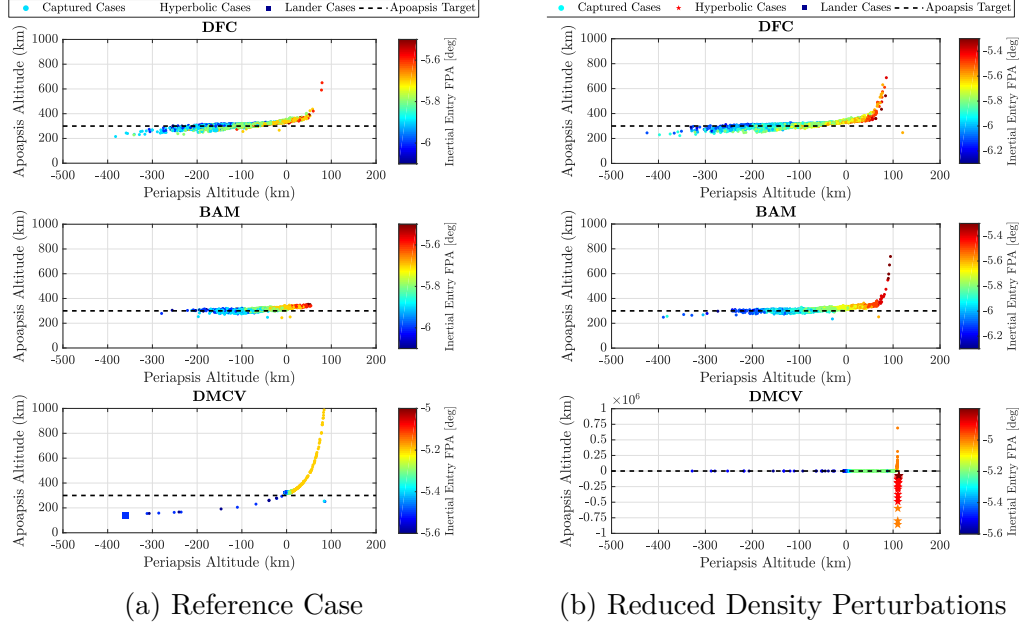 Captured Cases Hyperbolic Cases Lander Cases Apoapsis Target
DFC
Apoapsis Altitude (km)
1000
800
600
400
200
0
-500 -400 -300 -200 -100 0 100 200
Periapsis Altitude (km)
-5.6
-5.8
-6
Inertial Entry FPA [deg]
BAM
Apoapsis Altitude (km)
1000
800
600
400
200
0
-500 -400 -300 -200 -100 0 100 200
Periapsis Altitude (km)
-5.6
-5.8
-6
Inertial Entry FPA [deg]
DMCV
Apoapsis Altitude (km)
1000
800
600
400
200
0
-500 -400 -300 -200 -100 0 100 200
Periapsis Altitude (km)
-5
-5.2
-5.4
-5.6
Inertial Entry FPA [deg]
(a) Reference Case
Captured Cases Hyperbolic Cases Lander Cases Apoapsis Target
DFC
Apoapsis Altitude (km)
1000
800
600
400
200
0
-500 -400 -300 -200 -100 0 100 200
Periapsis Altitude (km)
-5.4
-5.6
-5.8
-6
-6.2
Inertial Entry FPA [deg]
BAM
Apoapsis Altitude (km)
1000
800
600
400
200
0
-500 -400 -300 -200 -100 0 100 200
Periapsis Altitude (km)
-5.4
-5.6
-5.8
-6
-6.2
Inertial Entry FPA [deg]
DMCV
×10⁶
Apoapsis Altitude (km)
1
0.75
0.5
0.25
0
-0.25
-0.5
-0.75
-1
-500 -400 -300 -200 -100 0 100 200
Periapsis Altitude (km)
-5
-5.2
-5.4
-5.6
Inertial Entry FPA [deg]
(b) Reduced Density Perturbations